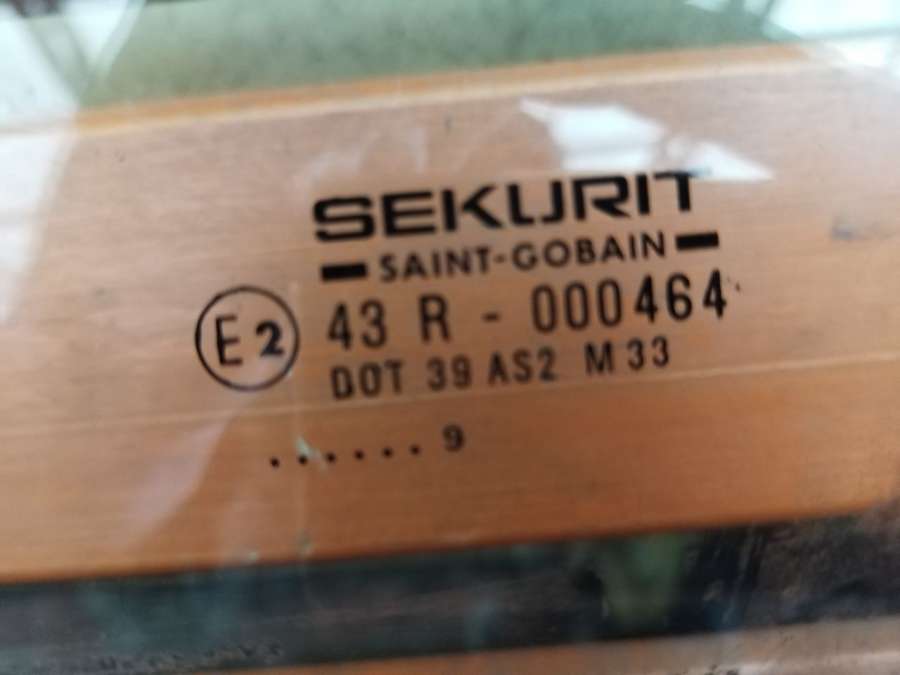 SEKURIT
SAINT-GOBAIN
E2 43 R - 000464
DOT 39 AS2 M33
...... 9